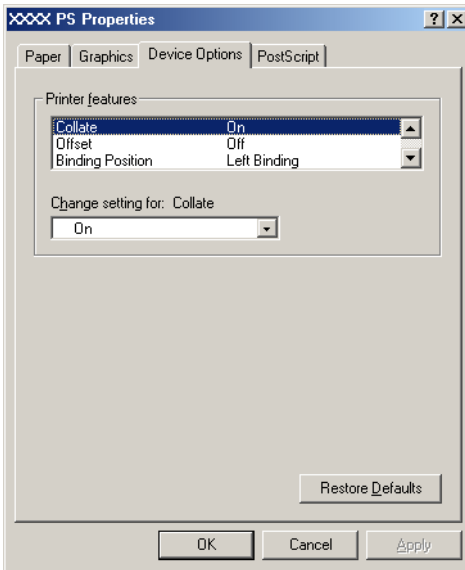 XXXX PS Properties
Paper Graphics Device Options PostScript
Printer features
Collate On
Offset Off
Binding Position Left Binding
Change setting for: Collate
On
Restore Defaults
OK Cancel Apply